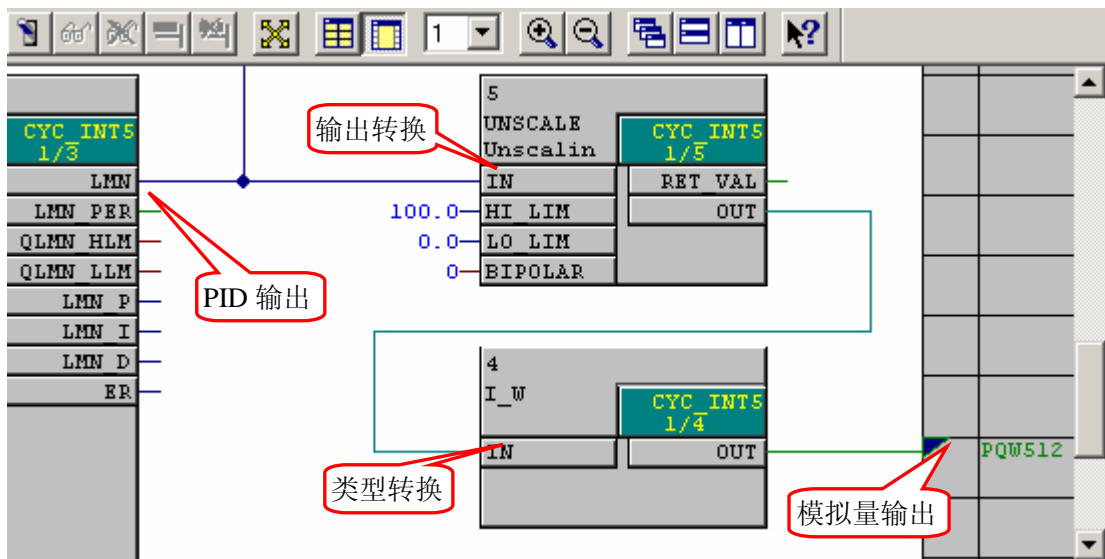 1
CYC_INT5
1/3
LMN
LMN_PER
QLMN_HLM
QLMN_LLM
LMN_P
LMN_I
LMN_D
ER
PID 输出
输出转换
5
UNSCALE
Unscalin
CYC_INT5
1/5
IN
RET_VAL
100.0
HI_LIM
OUT
0.0
LO_LIM
0
BIPOLAR
4
I_W
CYC_INT5
1/4
IN
OUT
类型转换
PQW512
模拟量输出